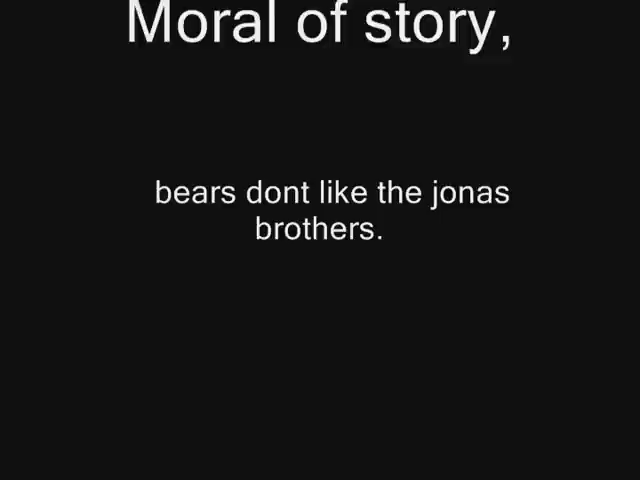 Moral of story,
bears dont like the jonas
brothers.